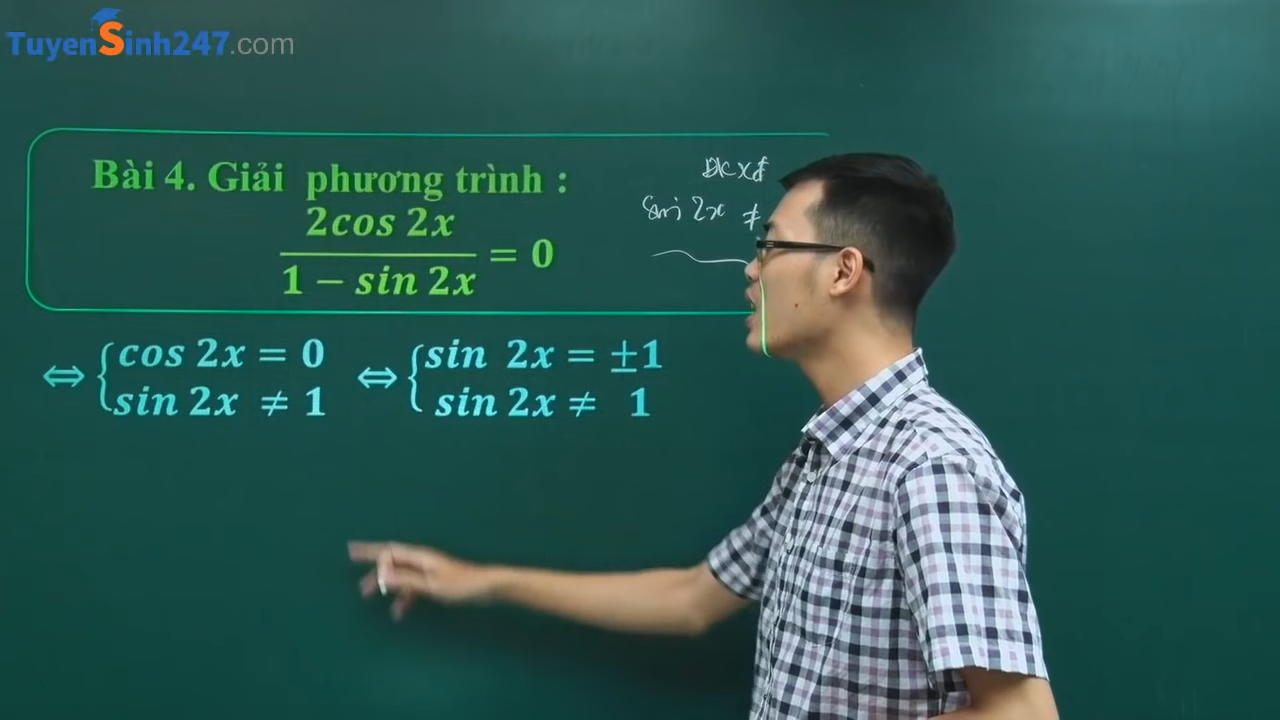 TuyenSinh247.com
Bài 4. Giải phương trình :
2cos 2x
1 − sin 2x
= 0
ĐKXĐ
sin 2x ≠
⇔ { cos 2x = 0 ⇔ { sin 2x = ±1
sin 2x ≠ 1 sin 2x ≠ 1